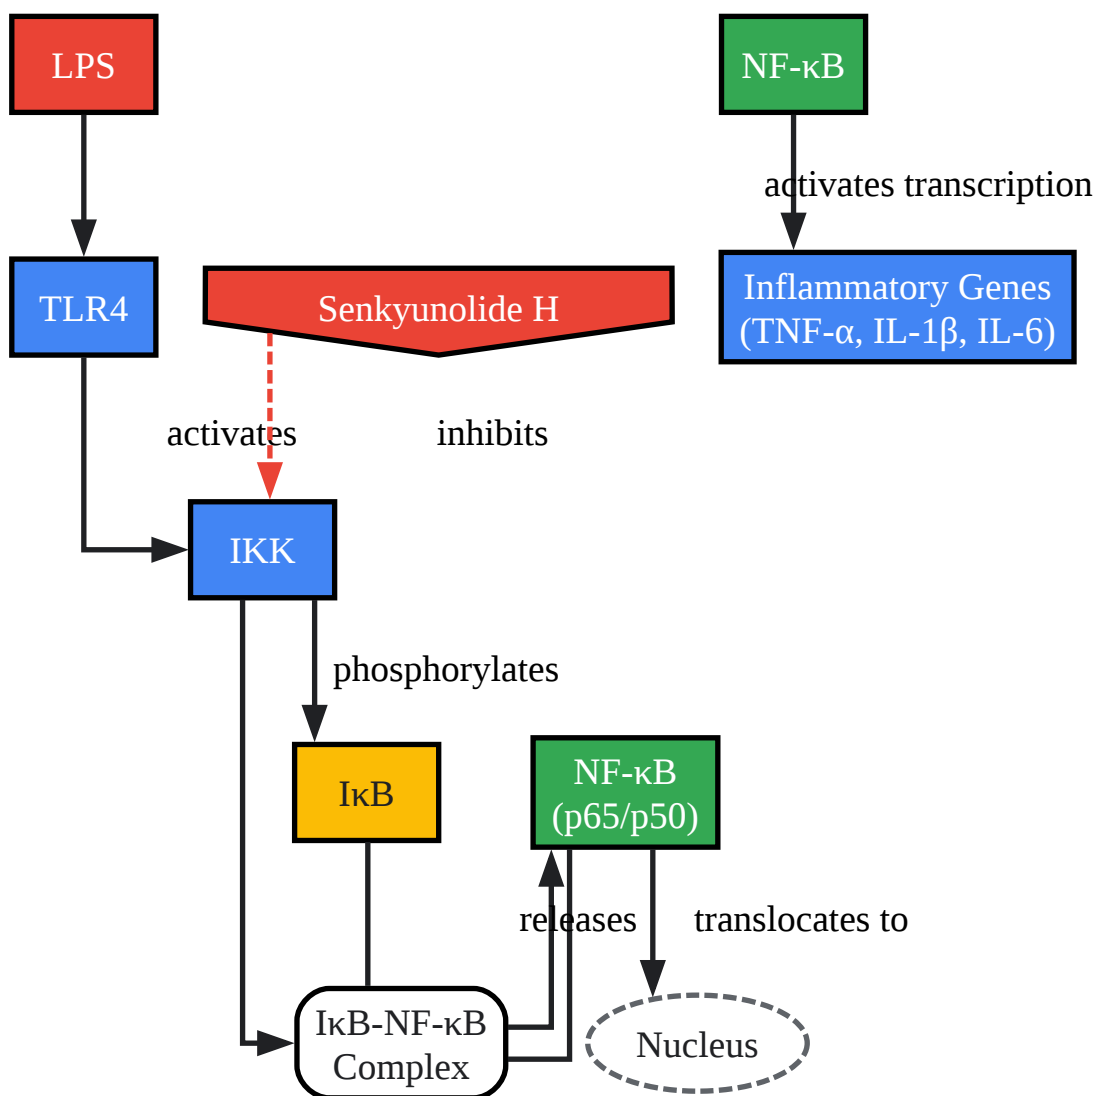 LPS
NF-κB
activates transcription
TLR4
Senkyunolide H
Inflammatory Genes
(TNF-α, IL-1β, IL-6)
activates
inhibits
IKK
phosphorylates
IκB
NF-κB
(p65/p50)
releases
translocates to
IκB-NF-κB
Complex
Nucleus